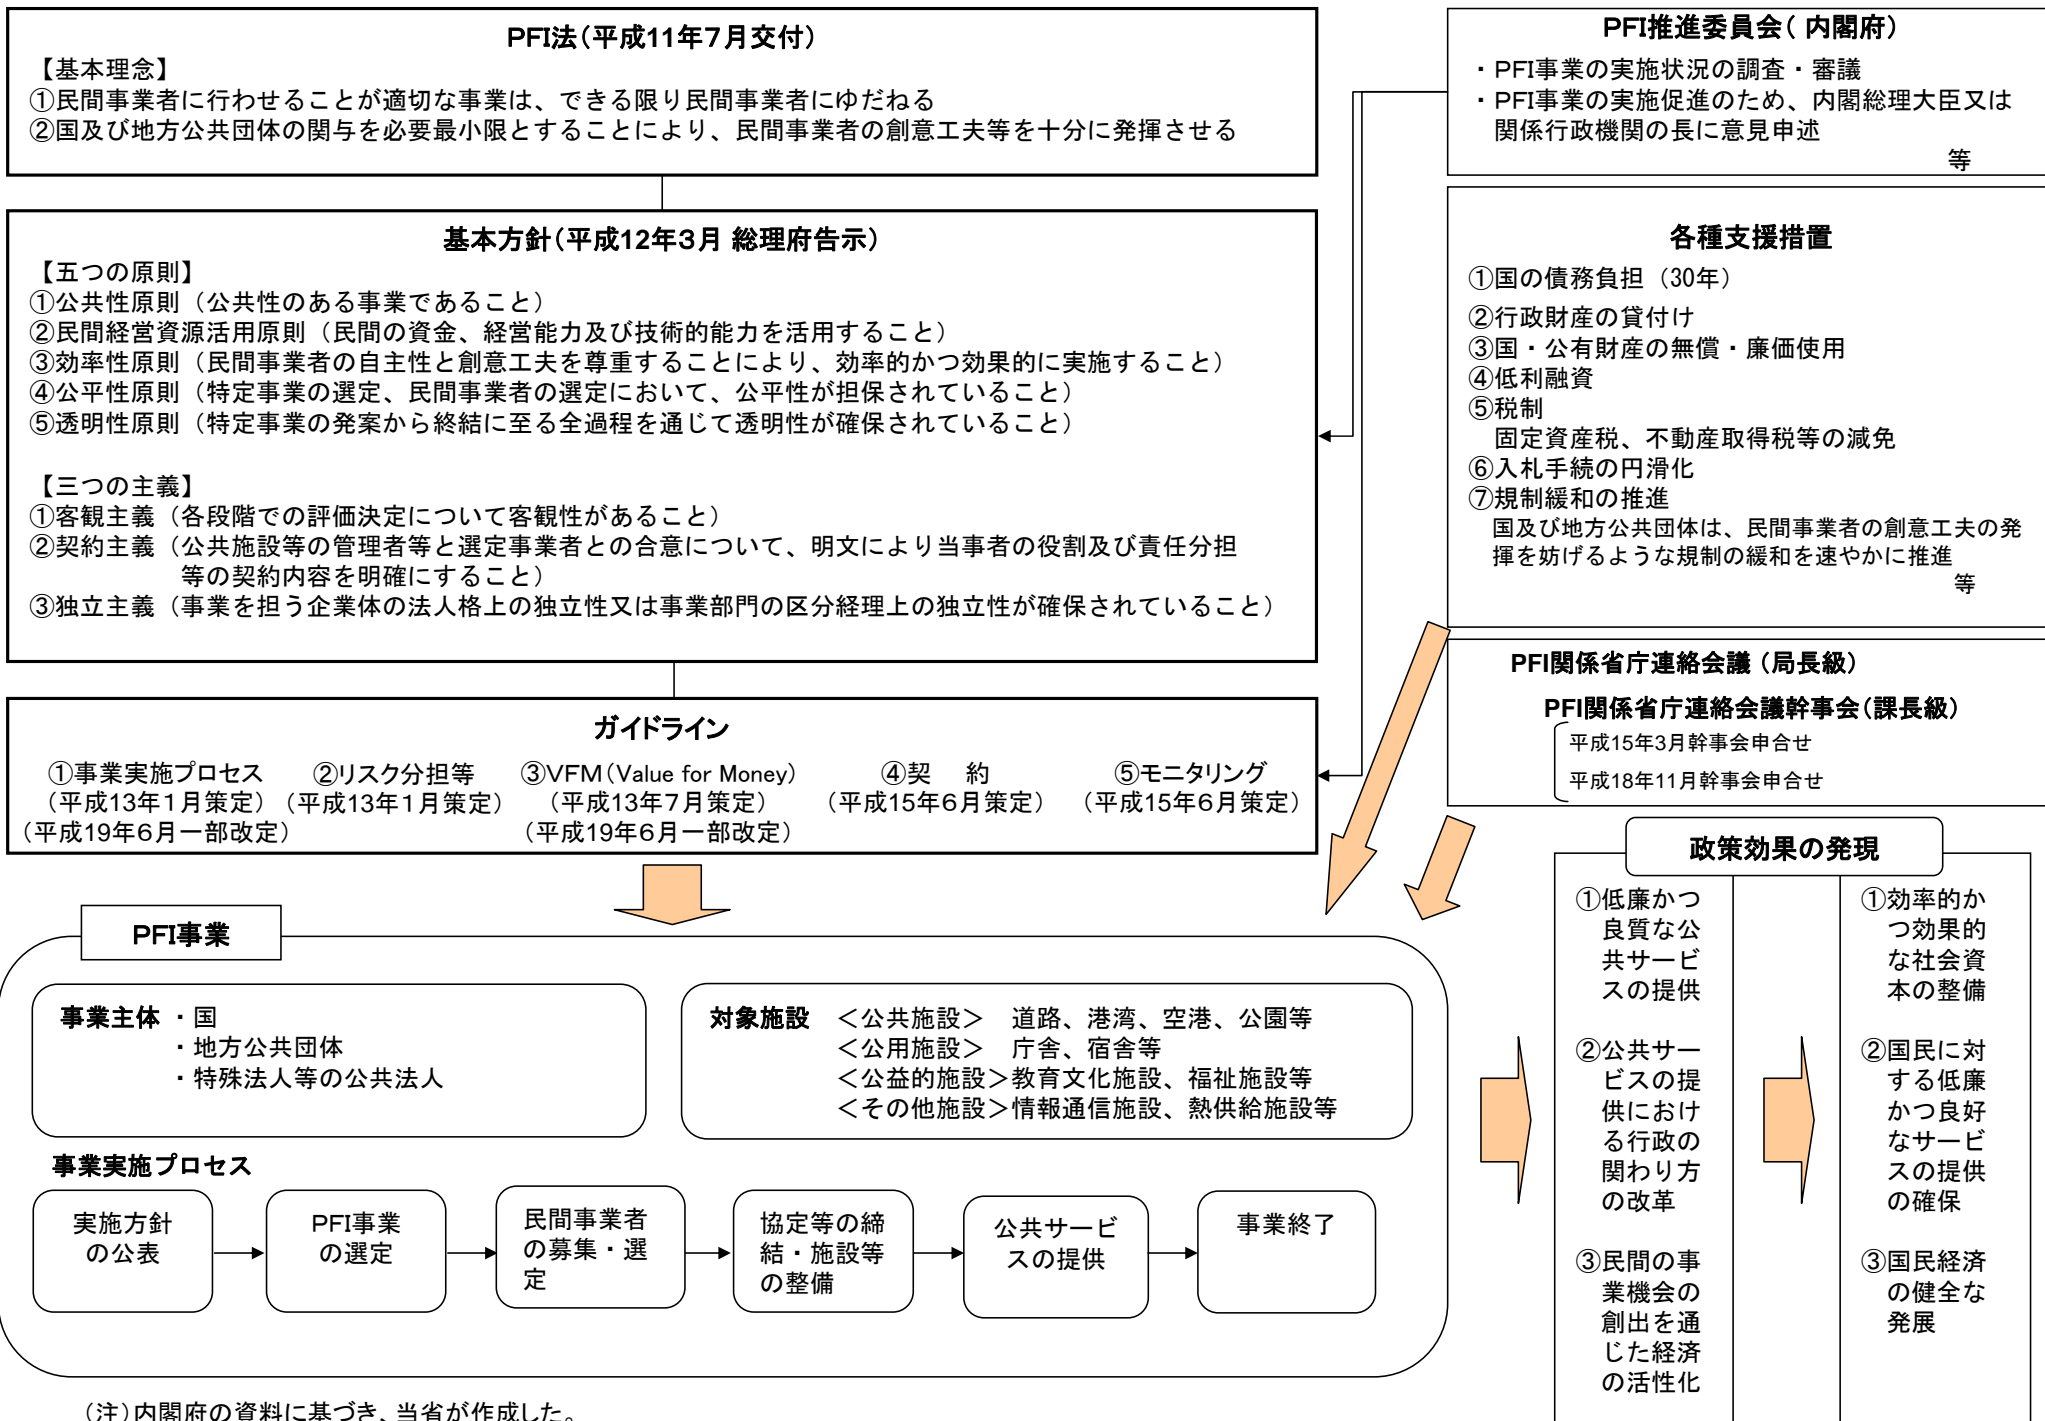 PFI法（平成11年7月交付）
【基本理念】
①民間事業者に行わせることが適切な事業は、できる限り民間事業者にゆだねる
②国及び地方公共団体の関与を必要最小限とすることにより、民間事業者の創意工夫等を十分に発揮させる
PFI推進委員会（ 内閣府）
・PFI事業の実施状況の調査・審議
・PFI事業の実施促進のため、内閣総理大臣又は
関係行政機関の長に意見申述
等
基本方針（平成12年3月 総理府告示）
【五つの原則】
①公共性原則（公共性のある事業であること）
②民間経営資源活用原則（民間の資金、経営能力及び技術的能力を活用すること）
③効率性原則（民間事業者の自主性と創意工夫を尊重することにより、効率的かつ効果的に実施すること）
④公平性原則（特定事業の選定、民間事業者の選定において、公平性が担保されていること）
⑤透明性原則（特定事業の発案から終結に至る全過程を通じて透明性が確保されていること）
【三つの主義】
①客観主義（各段階での評価決定について客観性があること）
②契約主義（公共施設等の管理者等と選定事業者との合意について、明文により当事者の役割及び責任分担
等の契約内容を明確にすること）
③独立主義（事業を担う企業体の法人格上の独立性又は事業部門の区分経理上の独立性が確保されていること）
各種支援措置
①国の債務負担（30年）
②行政財産の貸付け
③国・公有財産の無償・廉価使用
④低利融資
⑤税制
固定資産税、不動産取得税等の減免
⑥入札手続の円滑化
⑦規制緩和の推進
国及び地方公共団体は、民間事業者の創意工夫の発
揮を妨げるような規制の緩和を速やかに推進
等
PFI関係省庁連絡会議（局長級）
PFI関係省庁連絡会議幹事会（課長級）
平成15年3月幹事会申合せ
平成18年11月幹事会申合せ
ガイドライン
①事業実施プロセス ②リスク分担等 ③VFM（Value for Money） ④契　約 ⑤モニタリング
（平成13年1月策定）（平成13年1月策定） （平成13年7月策定） （平成15年6月策定） （平成15年6月策定）
（平成19年6月一部改定） （平成19年6月一部改定）
PFI事業
事業主体 ・国
・地方公共団体
・特殊法人等の公共法人
対象施設 ＜公共施設＞ 道路、港湾、空港、公園等
＜公用施設＞ 庁舎、宿舎等
＜公益的施設＞教育文化施設、福祉施設等
＜その他施設＞情報通信施設、熱供給施設等
事業実施プロセス
実施方針
の公表
PFI事業
の選定
民間事業者
の募集・選
定
協定等の締
結・施設等
の整備
公共サービ
スの提供
事業終了
政策効果の発現
①低廉かつ
良質な公
共サービ
スの提供
②公共サー
ビスの提
供におけ
る行政の
関わり方
の改革
③民間の事
業機会の
創出を通
じた経済
の活性化
①効率的か
つ効果的
な社会資
本の整備
②国民に対
する低廉
かつ良好
なサービ
スの提供
の確保
③国民経済
の健全な
発展
（注）内閣府の資料に基づき、当省が作成した。